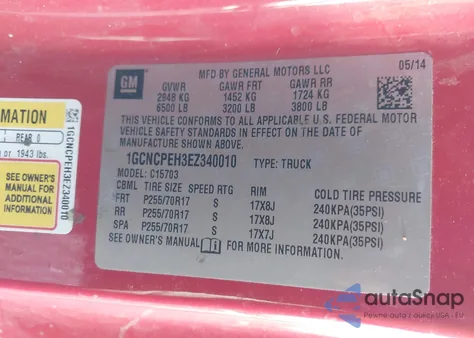 MFD BY GENERAL MOTORS LLC
05/14
GM
GVWR GAWR FRT GAWR RR
2948 KG 1452 KG 1724 KG
6500 LB 3200 LB 3800 LB
THIS VEHICLE CONFORMS TO ALL APPLICABLE U.S. FEDERAL MOTOR
VEHICLE SAFETY STANDARDS IN EFFECT ON THE DATE OF
MANUFACTURE SHOWN ABOVE.
1GCNCPEH3EZ340010 TYPE: TRUCK
MODEL: C15703
CBML TIRE SIZE SPEED RTG RIM COLD TIRE PRESSURE
FRT P255/70R17 S 17X8J 240KPA(35PSI)
RR P255/70R17 S 17X8J 240KPA(35PSI)
SPA P255/70R17 S 17X7J 240KPA(35PSI)
SEE OWNER'S MANUAL FOR MORE INFORMATION.
MATION
REAR 0
or 1943 lbs.
SEE OWNER'S
MANUAL FOR
ADDITIONAL
INFORMATION
1GCNCPEH3EZ340010
autoSnap
Pewne auto z USA - EU